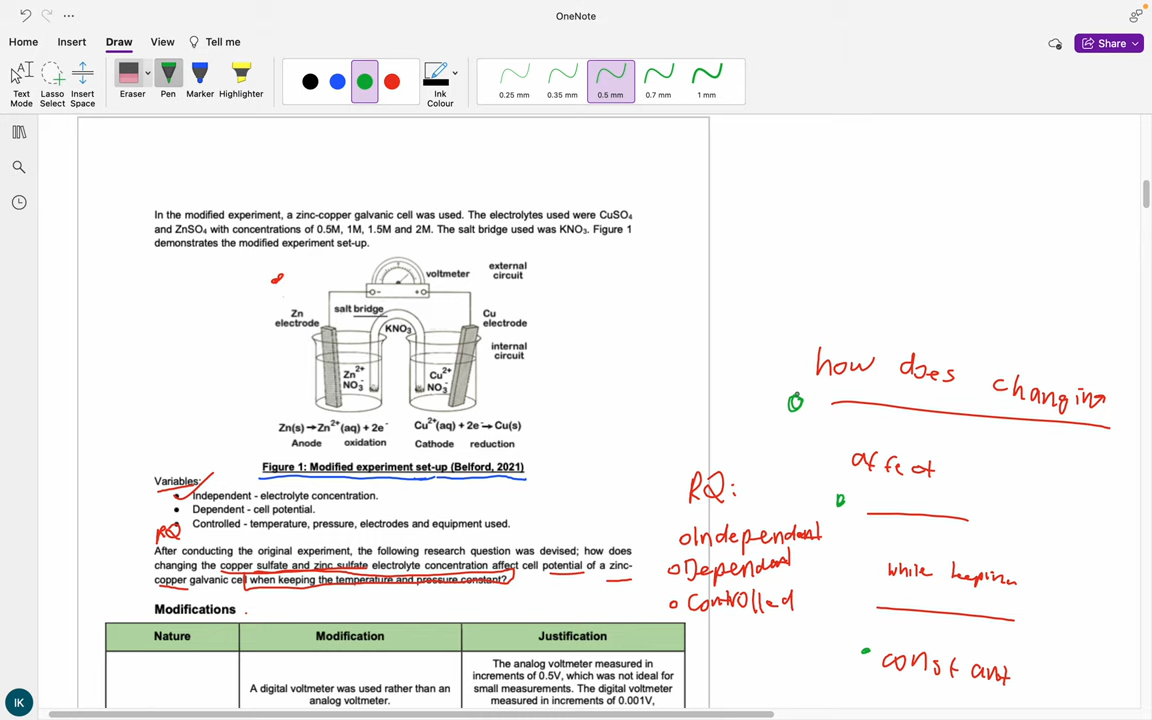 OneNote
Home Insert Draw View Tell me
Share
Text Mode
Lasso Select
Insert Space
Eraser
Pen
Marker
Highlighter
Ink Colour
0.25 mm
0.35 mm
0.5 mm
0.7 mm
1 mm
In the modified experiment, a zinc-copper galvanic cell was used. The electrolytes used were CuSO4
and ZnSO4 with concentrations of 0.5M, 1M, 1.5M and 2M. The salt bridge used was KNO3. Figure 1
demonstrates the modified experiment set-up.
voltmeter
external circuit
Zn electrode
salt bridge
KNO3
Cu electrode
internal circuit
Zn2+
NO3-
Cu2+
NO3-
Zn(s)→Zn2+(aq) + 2e-
Cu2+(aq) + 2e-→Cu(s)
Anode oxidation
Cathode reduction
Figure 1: Modified experiment set-up (Belford, 2021)
Variables:
• Independent - electrolyte concentration.
• Dependent - cell potential.
• Controlled - temperature, pressure, electrodes and equipment used.
RQ
After conducting the original experiment, the following research question was devised; how does
changing the copper sulfate and zinc sulfate electrolyte concentration affect cell potential of a zinc-
copper galvanic cell when keeping the temperature and pressure constant?
Modifications
Nature Modification Justification
A digital voltmeter was used rather than an
analog voltmeter.
The analog voltmeter measured in
increments of 0.5V, which was not ideal for
small measurements. The digital voltmeter
measured in increments of 0.001V,
RQ:
Independent
Dependent
Controlled
how does changing
affect
while keeping
constant
IK